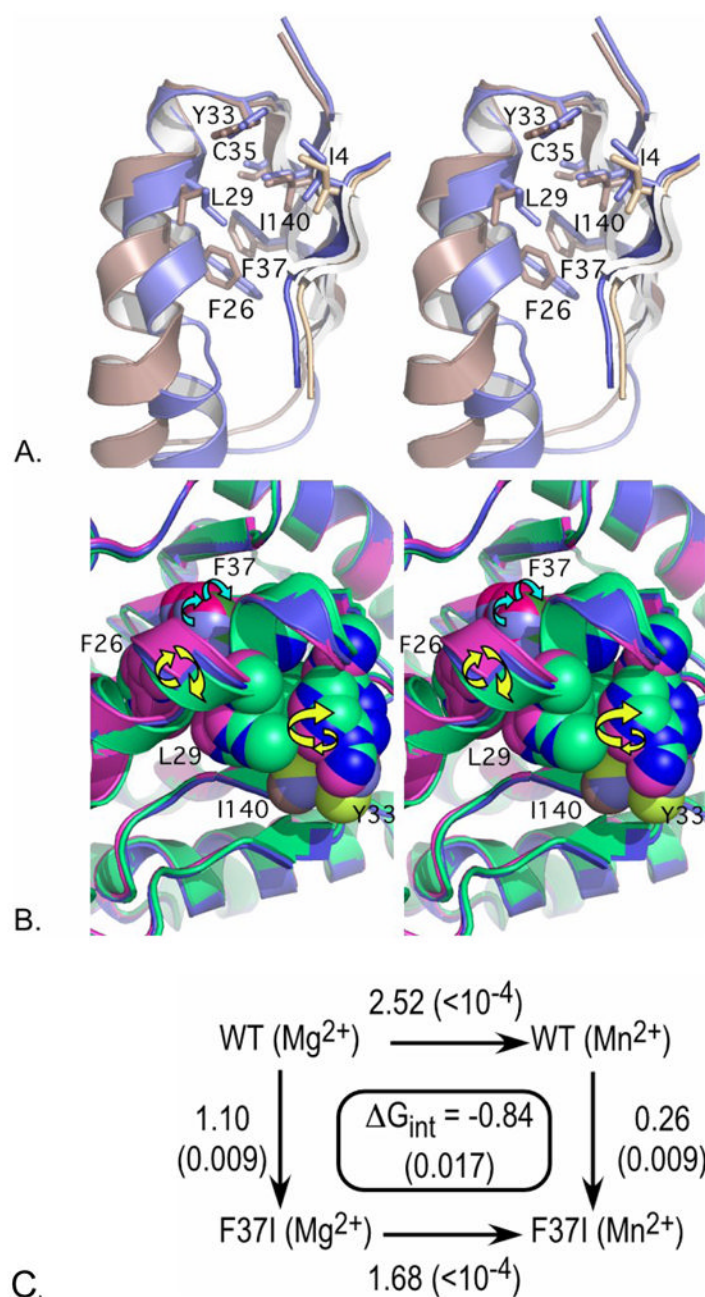 Y33 Y33
C35 I4 C35 I4
L29 L29
I140 I140
F37 F37
F26 F26
A.
F37 F37
F26 F26
L29 L29
I140 Y33 I140 Y33
B.
2.52 (<10⁻⁴)
WT (Mg²⁺) WT (Mn²⁺)
1.10 ΔG_int = -0.84 0.26
(0.009) (0.017) (0.009)
F37I (Mg²⁺) F37I (Mn²⁺)
1.68 (<10⁻⁴)
C.